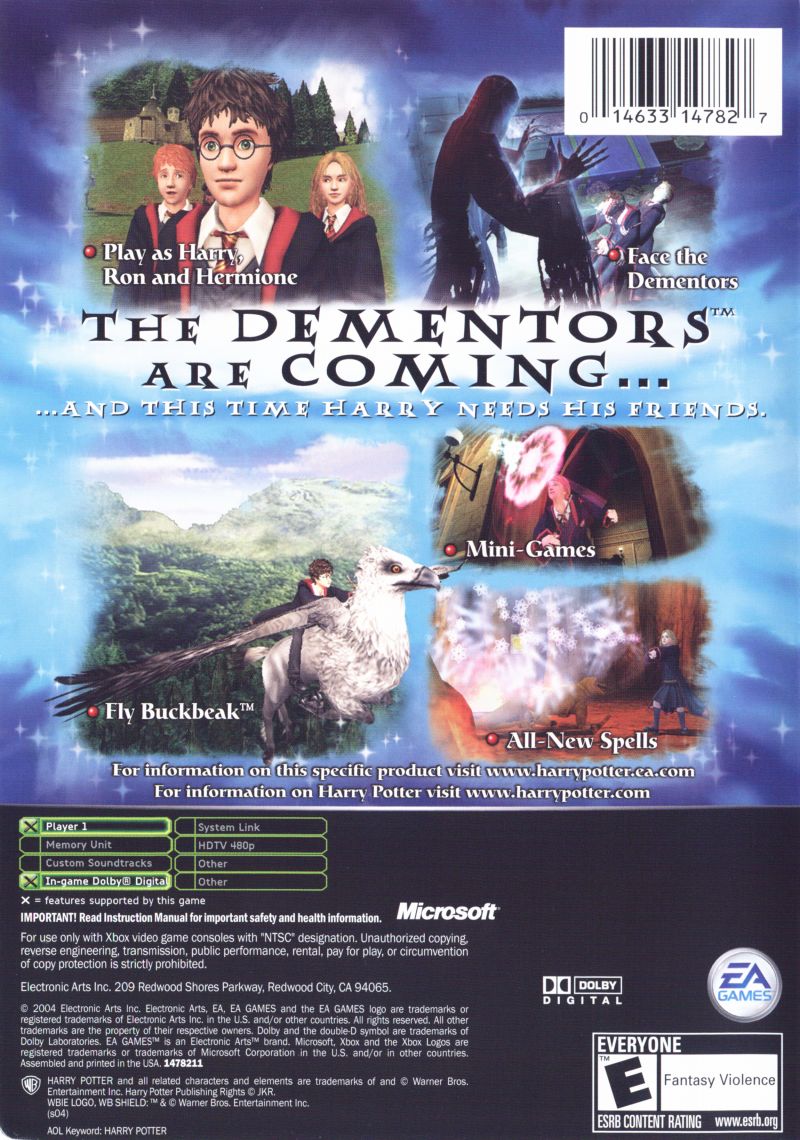 0 14633 14782 7
Play as Harry,
Ron and Hermione
Face the
Dementors
THE DEMENTORS™
ARE COMING...
...AND THIS TIME HARRY NEEDS HIS FRIENDS.
Mini-Games
Fly Buckbeak™
All-New Spells
For information on this specific product visit www.harrypotter.ea.com
For information on Harry Potter visit www.harrypotter.com
X Player 1
System Link
Memory Unit
HDTV 480p
Custom Soundtracks
Other
X In-game Dolby® Digital
Other
X = features supported by this game
IMPORTANT! Read Instruction Manual for important safety and health information.
Microsoft®
For use only with Xbox video game consoles with "NTSC" designation. Unauthorized copying,
reverse engineering, transmission, public performance, rental, pay for play, or circumvention
of copy protection is strictly prohibited.
Electronic Arts Inc. 209 Redwood Shores Parkway, Redwood City, CA 94065.
© 2004 Electronic Arts Inc. Electronic Arts, EA, EA GAMES and the EA GAMES logo are trademarks or
registered trademarks of Electronic Arts Inc. in the U.S. and/or other countries. All rights reserved. All other
trademarks are the property of their respective owners. Dolby and the double-D symbol are trademarks of
Dolby Laboratories. EA GAMES™ is an Electronic Arts™ brand. Microsoft, Xbox and the Xbox Logos are
registered trademarks or trademarks of Microsoft Corporation in the U.S. and/or in other countries.
Assembled and printed in the USA. 1478211
WB
HARRY POTTER and all related characters and elements are trademarks of and © Warner Bros.
Entertainment Inc. Harry Potter Publishing Rights © JKR.
WBIE LOGO, WB SHIELD: ™ & © Warner Bros. Entertainment Inc.
(s04)
AOL Keyword: HARRY POTTER
DOLBY
DIGITAL
EA
GAMES™
EVERYONE
™
E
Fantasy Violence
ESRB CONTENT RATING www.esrb.org